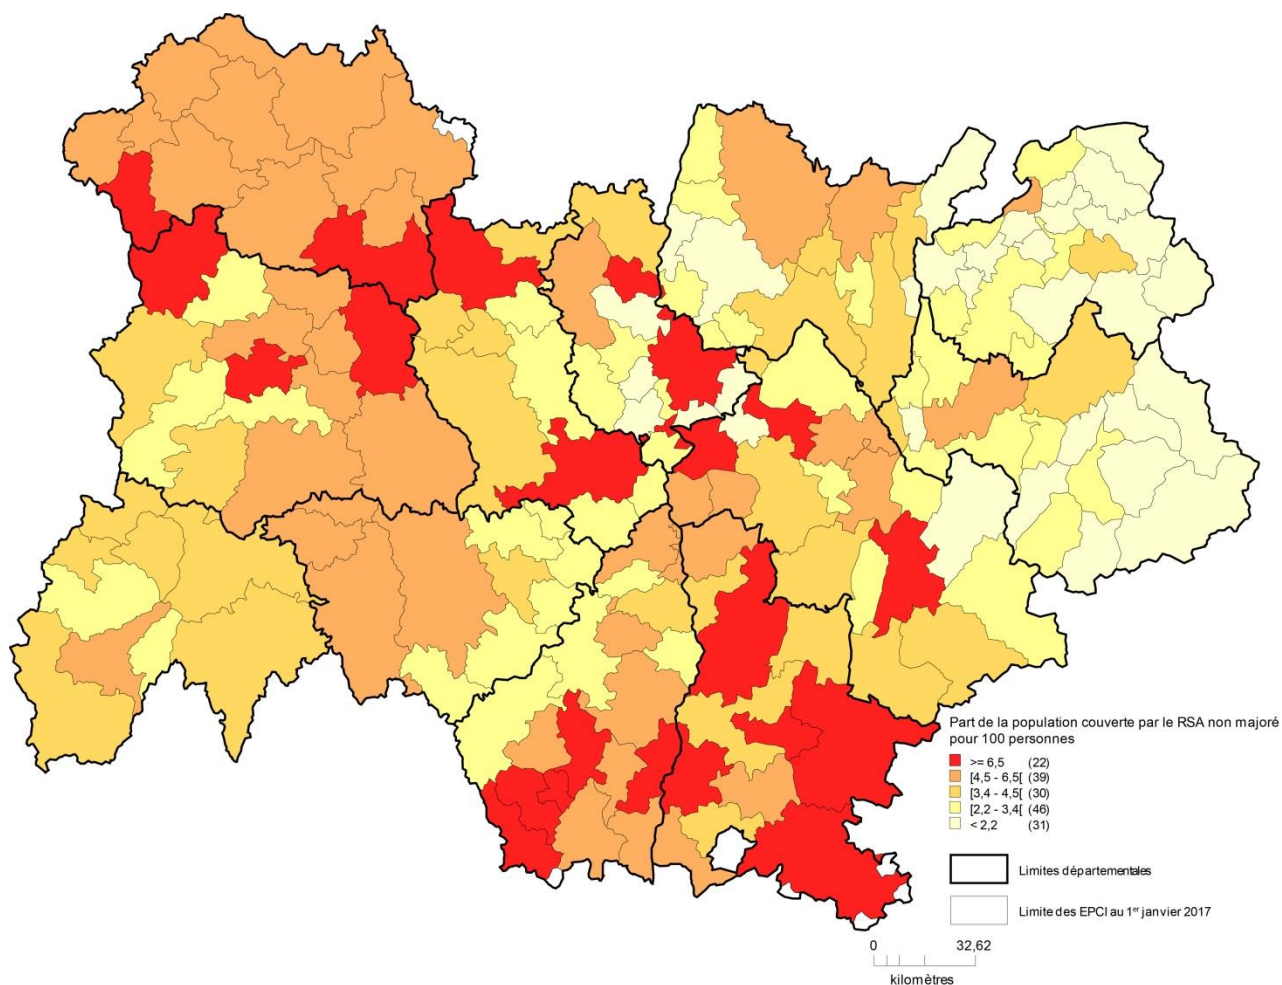 Part de la population couverte par le RSA non majoré
pour 100 personnes
>= 6,5 (22)
[4,5 - 6,5[ (39)
[3,4 - 4,5[ (30)
[2,2 - 3,4[ (46)
< 2,2 (31)
Limites départementales
Limite des EPCI au 1er janvier 2017
0 32,62
kilomètres